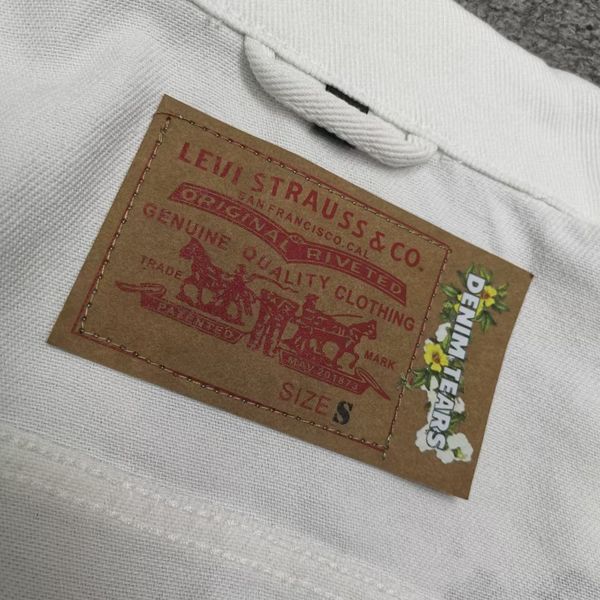 LEVI STRAUSS & CO.
SAN FRANCISCO, CAL
ORIGINAL RIVETED
GENUINE QUALITY CLOTHING
TRADE MARK
PATENTED MAY 20 1873
SIZE S
DENIM TEARS